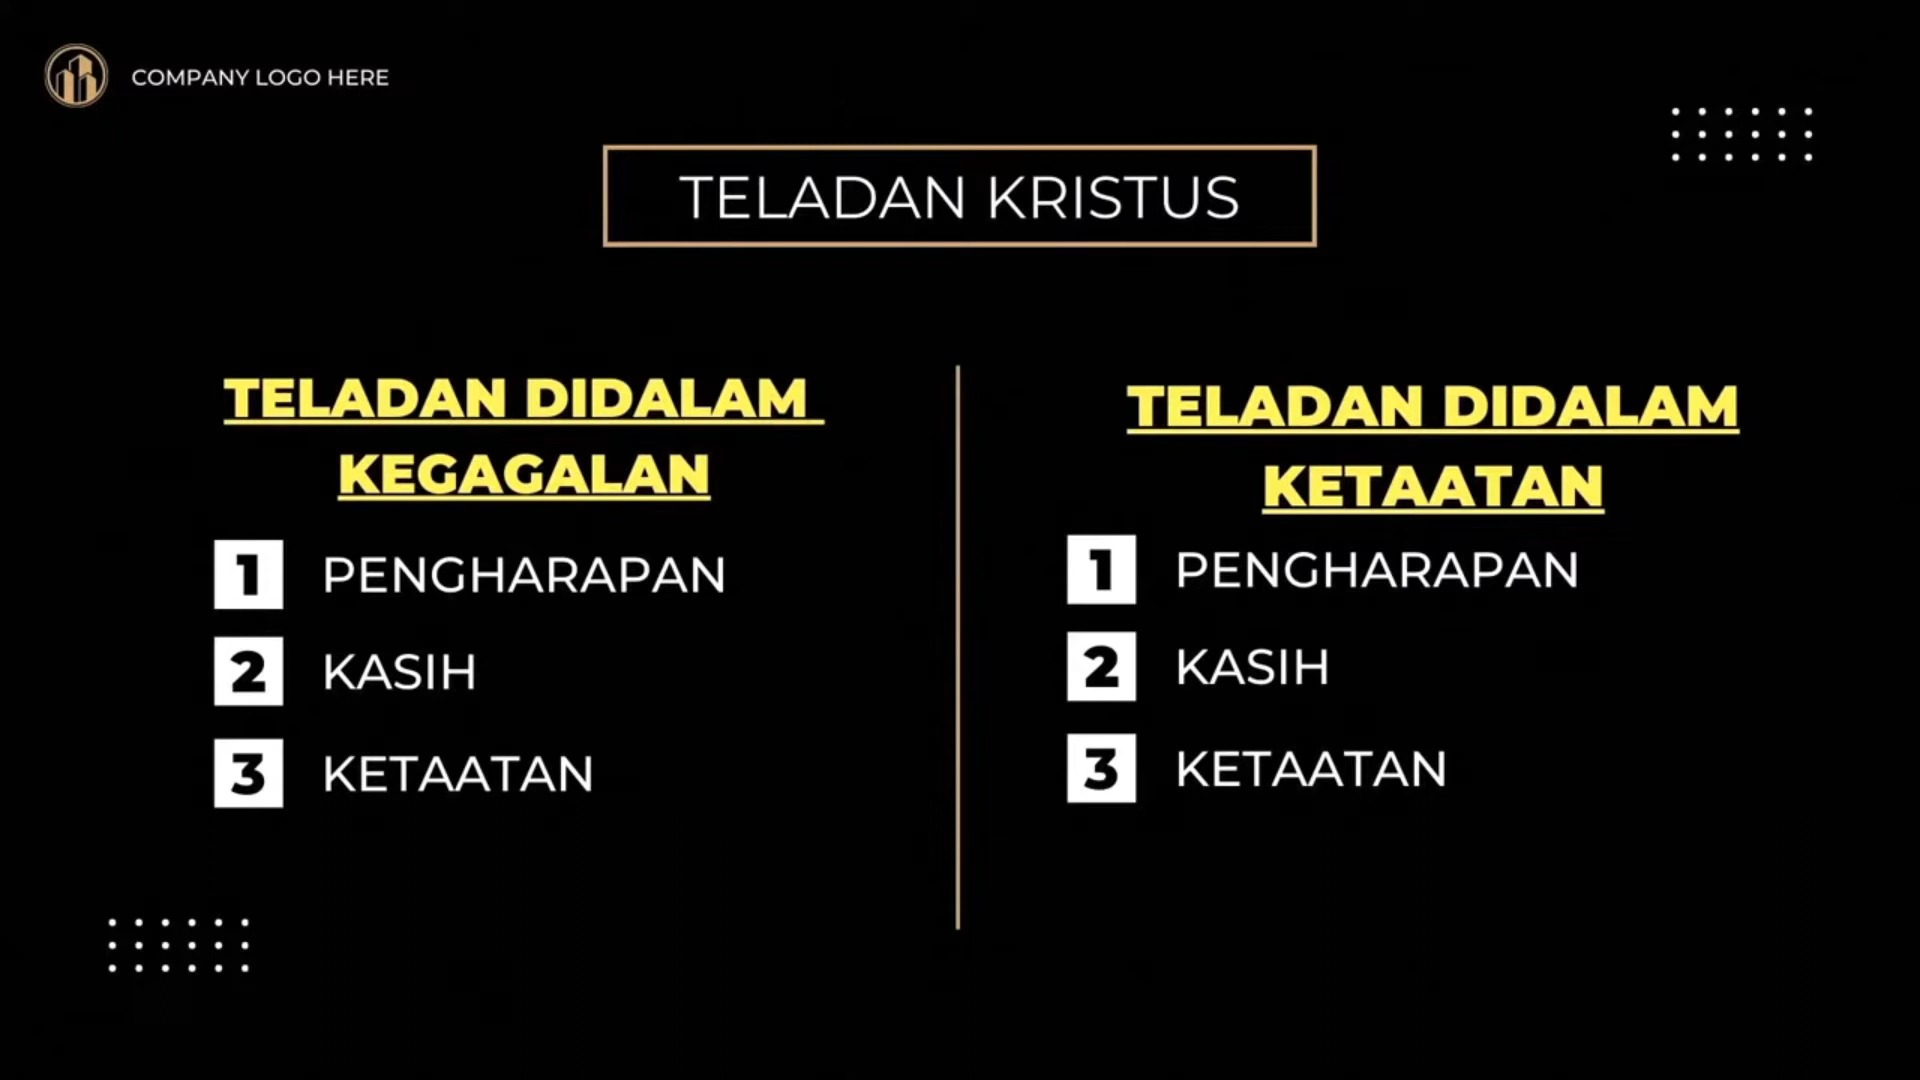 COMPANY LOGO HERE
TELADAN KRISTUS
TELADAN DIDALAM
KEGAGALAN
1 PENGHARAPAN
2 KASIH
3 KETAATAN
TELADAN DIDALAM
KETAATAN
1 PENGHARAPAN
2 KASIH
3 KETAATAN